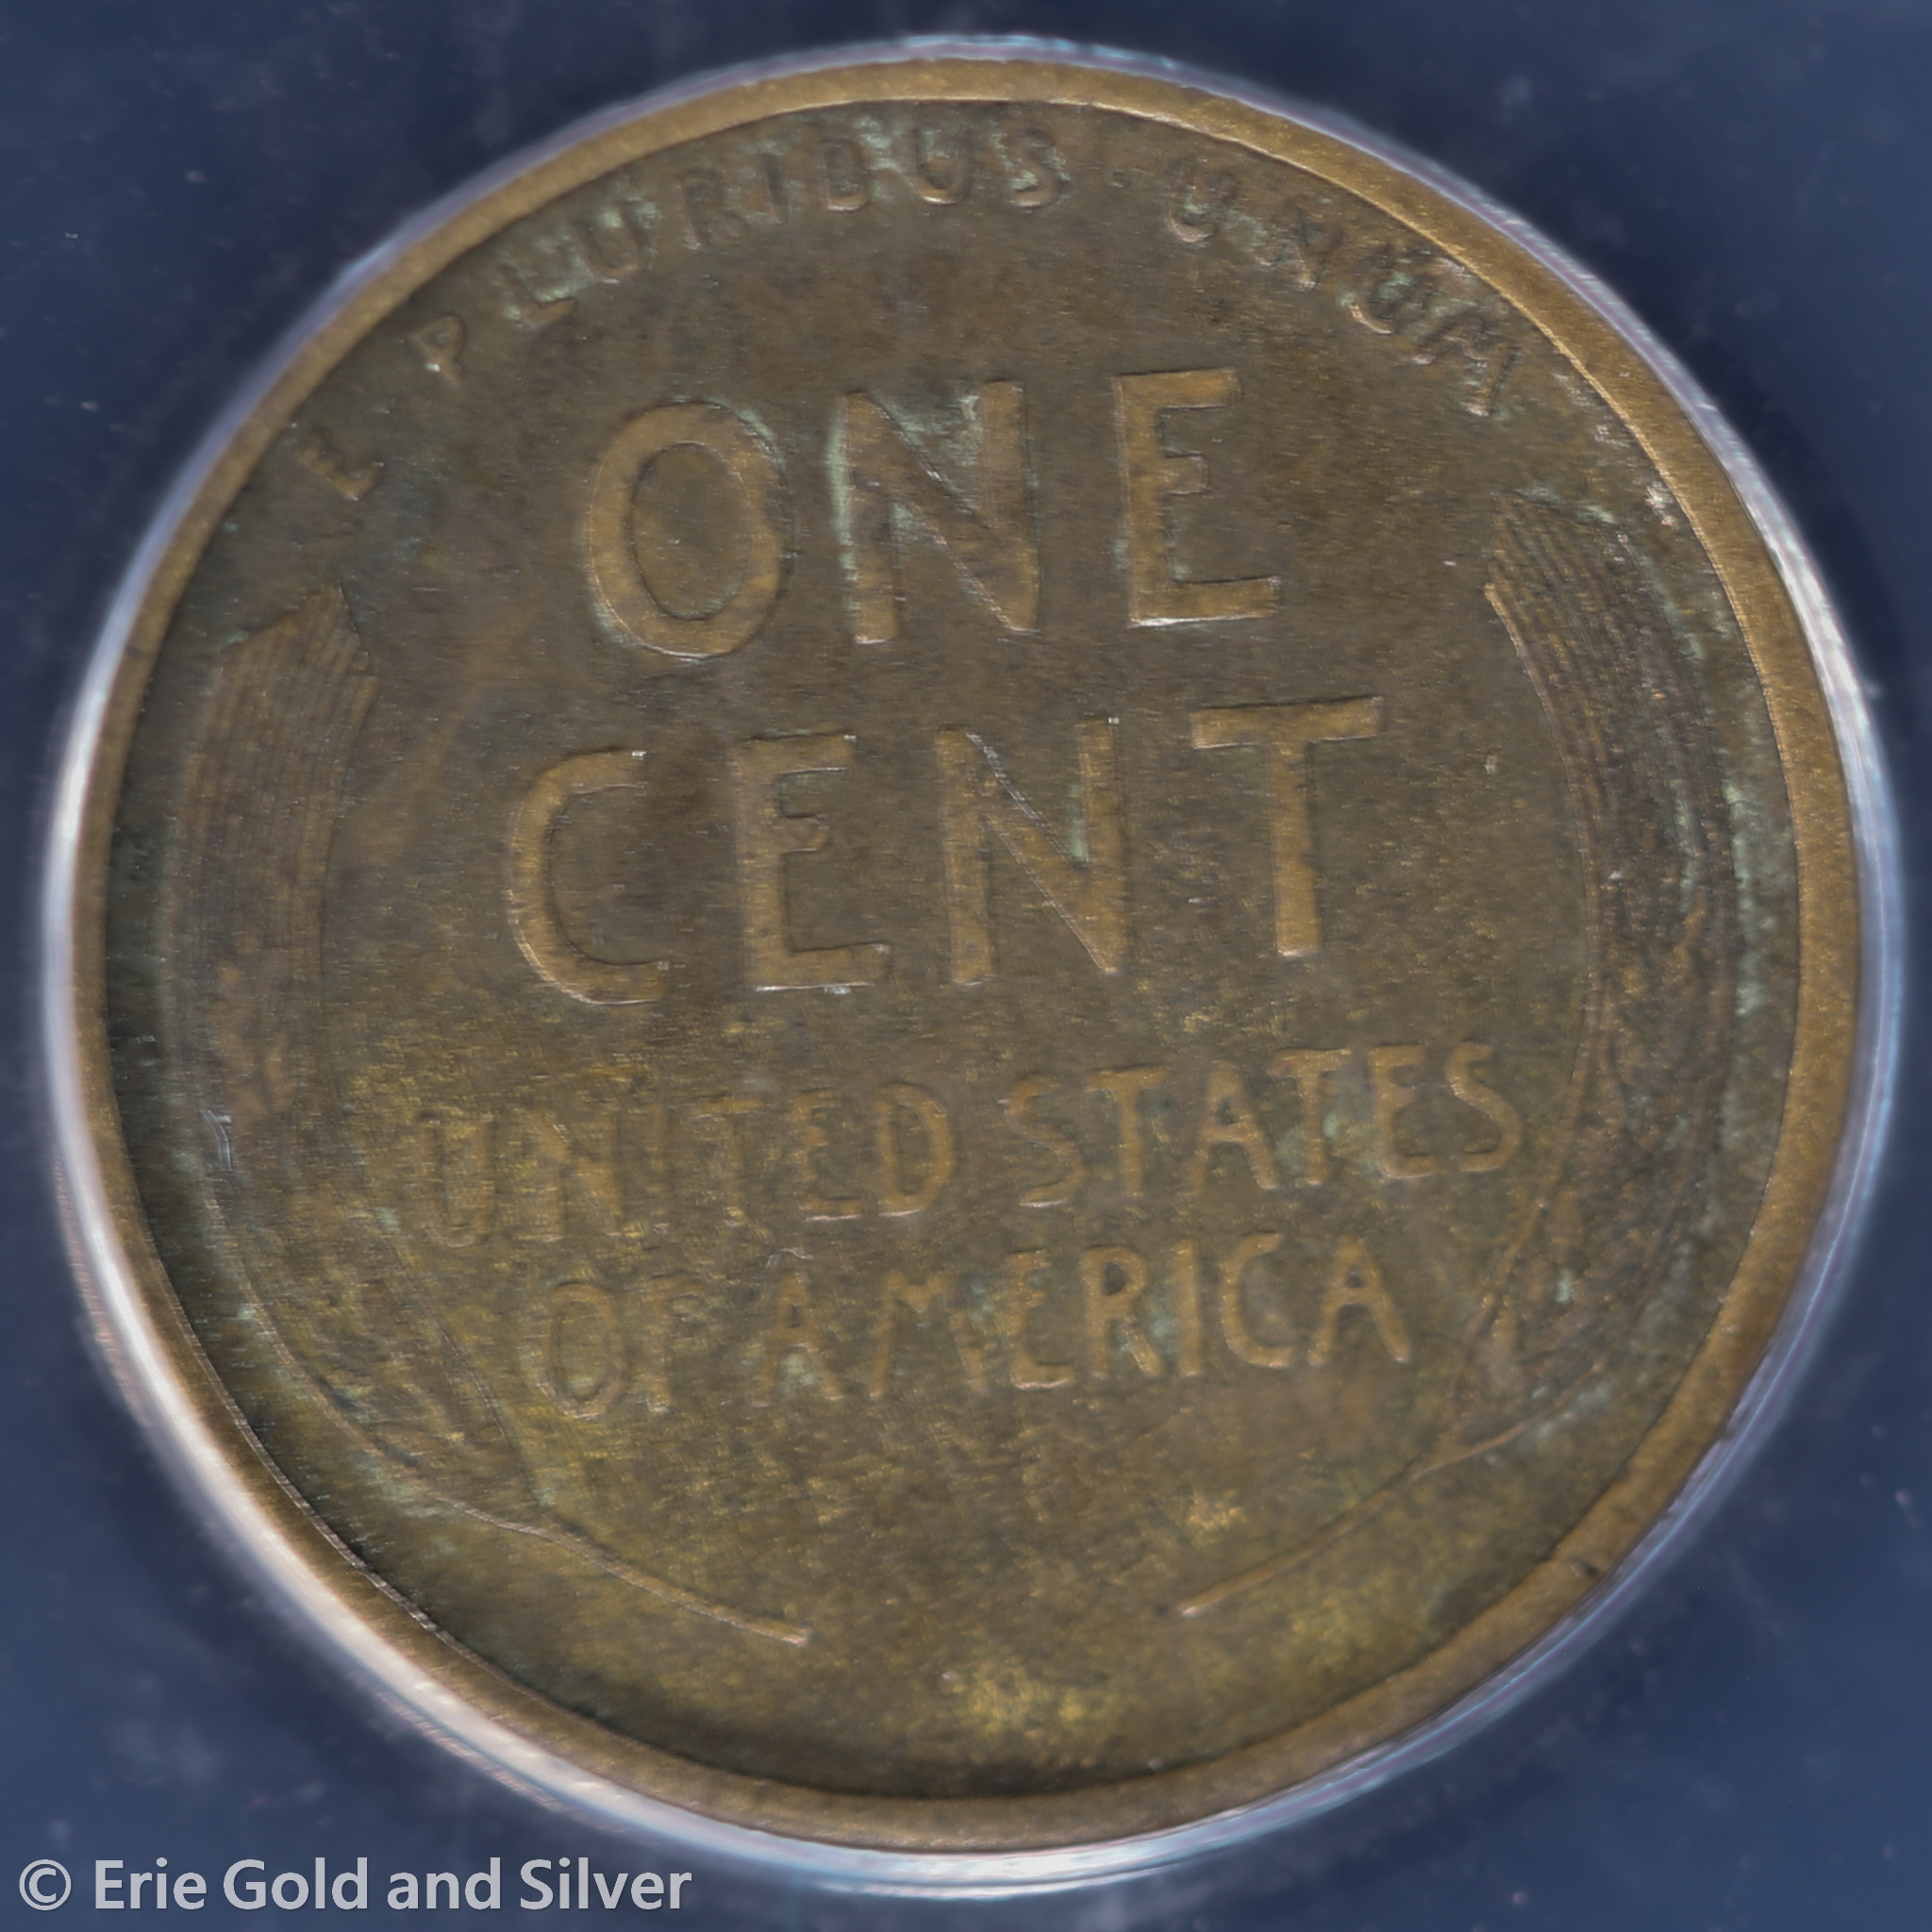 E PLURIBUS · UNUM
ONE
CENT
UNITED STATES
OF AMERICA
© Erie Gold and Silver